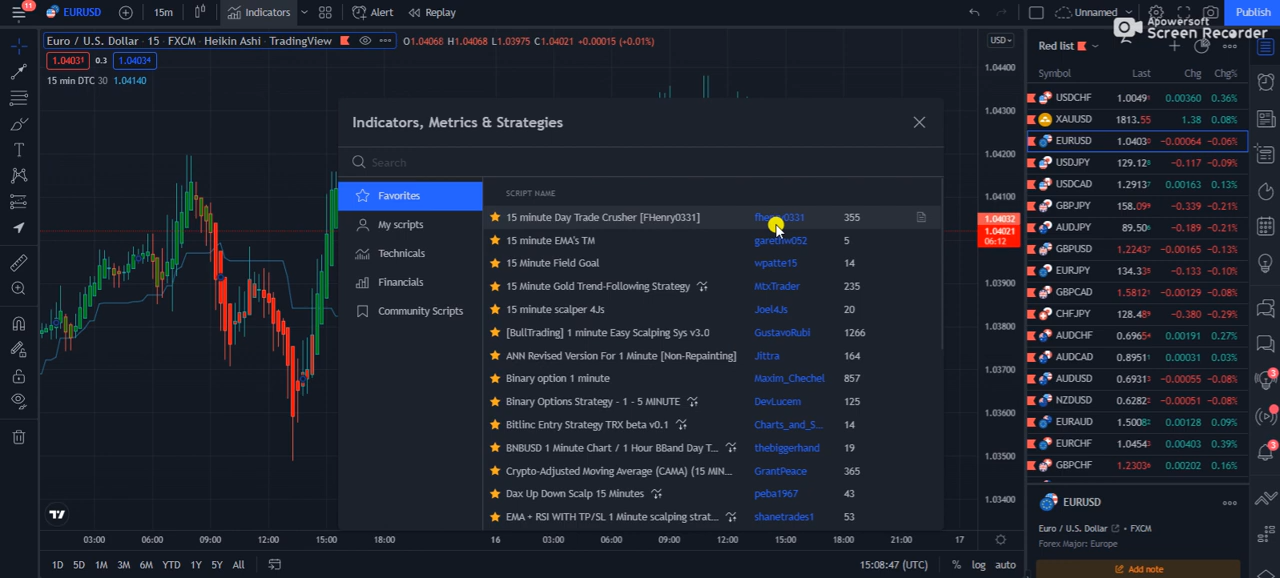 11 EURUSD 15m Indicators Alert Replay Unnamed Publish
Apowersoft
Screen Recorder
Euro / U.S. Dollar · 15 · FXCM · Heikin Ashi · TradingView O1.04068 H1.04068 L1.03975 C1.04021 +0.00015 (+0.01%) USD
1.04031 0.3 1.04034
15 min DTC 30 1.04140
Indicators, Metrics & Strategies
Search
Favorites
My scripts
Technicals
Financials
Community Scripts
SCRIPT NAME
15 minute Day Trade Crusher [FHenry0331] 355
15 minute EMA's TM garethw052 5
15 Minute Field Goal wpatte15 14
15 Minute Gold Trend-Following Strategy MtxTrader 235
15 minute scalper 4Js Joel4Js 20
[BullTrading] 1 minute Easy Scalping Sys v3.0 GustavoRubi 1266
ANN Revised Version For 1 Minute [Non-Repainting] Jittra 164
Binary option 1 minute Maxim_Chechel 857
Binary Options Strategy - 1 - 5 MINUTE DevLucem 125
Bitlinc Entry Strategy TRX beta v0.1 Charts_and_S... 14
BNBUSD 1 Minute Chart / 1 Hour BBand Day T... thebiggerhand 19
Crypto-Adjusted Moving Average (CAMA) (15 MIN... GrantPeace 365
Dax Up Down Scalp 15 Minutes peba1967 43
EMA + RSI WITH TP/SL 1 Minute scalping strat... shanetrades1 53
1.04400
1.04300
1.04200
1.04100
1.04032
1.04021
06:12
1.03900
1.03800
1.03700
1.03600
1.03500
1.03400
03:00 06:00 09:00 12:00 15:00 18:00 16 03:00 06:00 09:00 12:00 15:00 18:00 21:00 17
1D 5D 1M 3M 6M YTD 1Y 5Y All 15:08:47 (UTC) % log auto
Red list
Symbol Last Chg Chg%
USDCHF 1.0049¹ 0.00360 0.36%
XAUUSD 1813.55 1.38 0.08%
EURUSD 1.0403 -0.00064 -0.06%
USDJPY 129.12 -0.117 -0.09%
USDCAD 1.2913⁷ 0.00163 0.13%
GBPJPY 158.09 -0.339 -0.21%
AUDJPY 89.50 -0.189 -0.21%
GBPUSD 1.2243⁷ -0.00165 -0.13%
EURJPY 134.33 -0.133 -0.10%
GBPCAD 1.5812¹ -0.00129 -0.08%
CHFJPY 128.48 -0.380 -0.29%
AUDCHF 0.6965⁴ 0.00191 0.27%
AUDCAD 0.8951¹ 0.00031 0.03%
AUDUSD 0.6931³ -0.00055 -0.08%
NZDUSD 0.6282 -0.00051 -0.08%
EURAUD 1.5008 0.00128 0.09%
EURCHF 1.0454³ 0.00403 0.39%
GBPCHF 1.2303 0.00202 0.16%
3
3
EURUSD
Euro / U.S. Dollar · FXCM
Forex Major: Europe
Add note